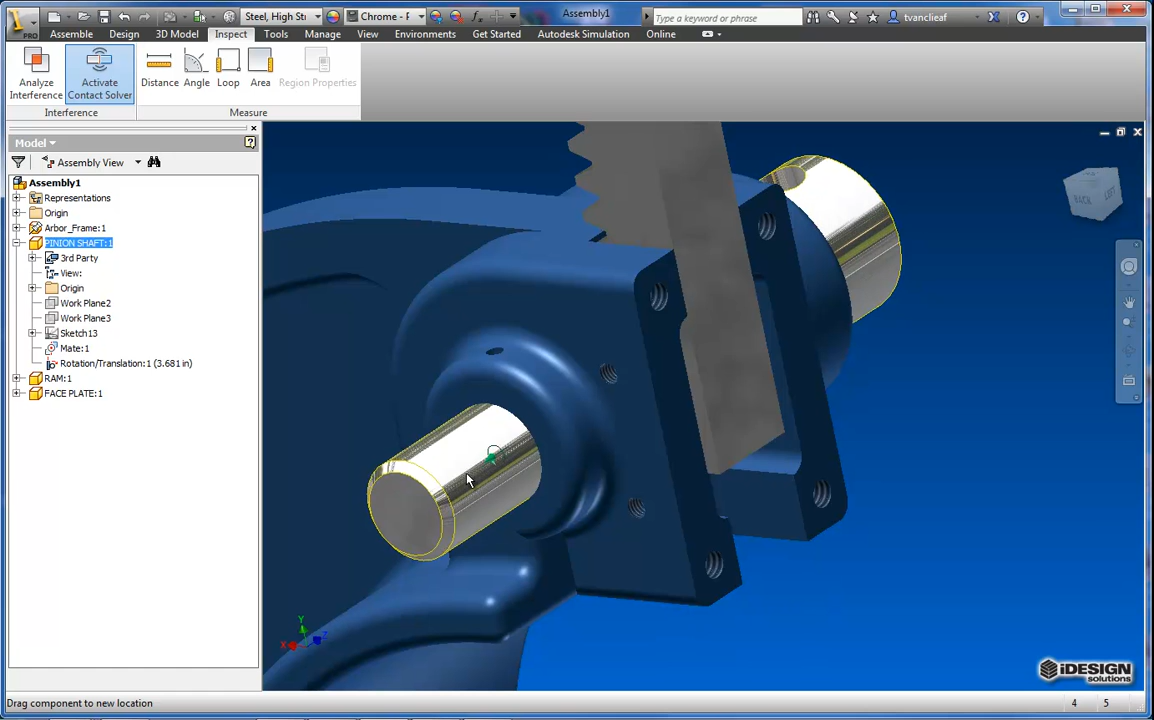 PRO
Steel, High St
Chrome - F
Assembly1
Type a keyword or phrase
tvanclieaf
Assemble Design 3D Model Inspect Tools Manage View Environments Get Started Autodesk Simulation Online
Analyze Interference
Activate Contact Solver
Distance Angle Loop Area Region Properties
Interference Measure
Model
Assembly View
Assembly1
Representations
Origin
Arbor_Frame:1
PINION SHAFT:1
3rd Party
View:
Origin
Work Plane2
Work Plane3
Sketch13
Mate:1
Rotation/Translation:1 (3.681 in)
RAM:1
FACE PLATE:1
BACK LEFT
Y
X Z
iDESIGN
solutions
Drag component to new location 4 5